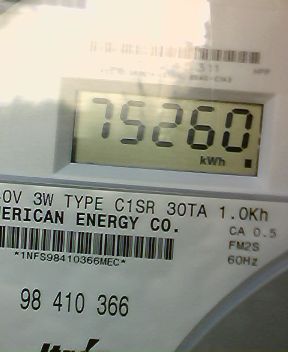 75260
kWh
0V 3W TYPE C1SR 30TA 1.0Kh
ERICAN ENERGY CO.
CA 0.5
FM2S
*1NFS98410366MEC*
60Hz
98 410 366